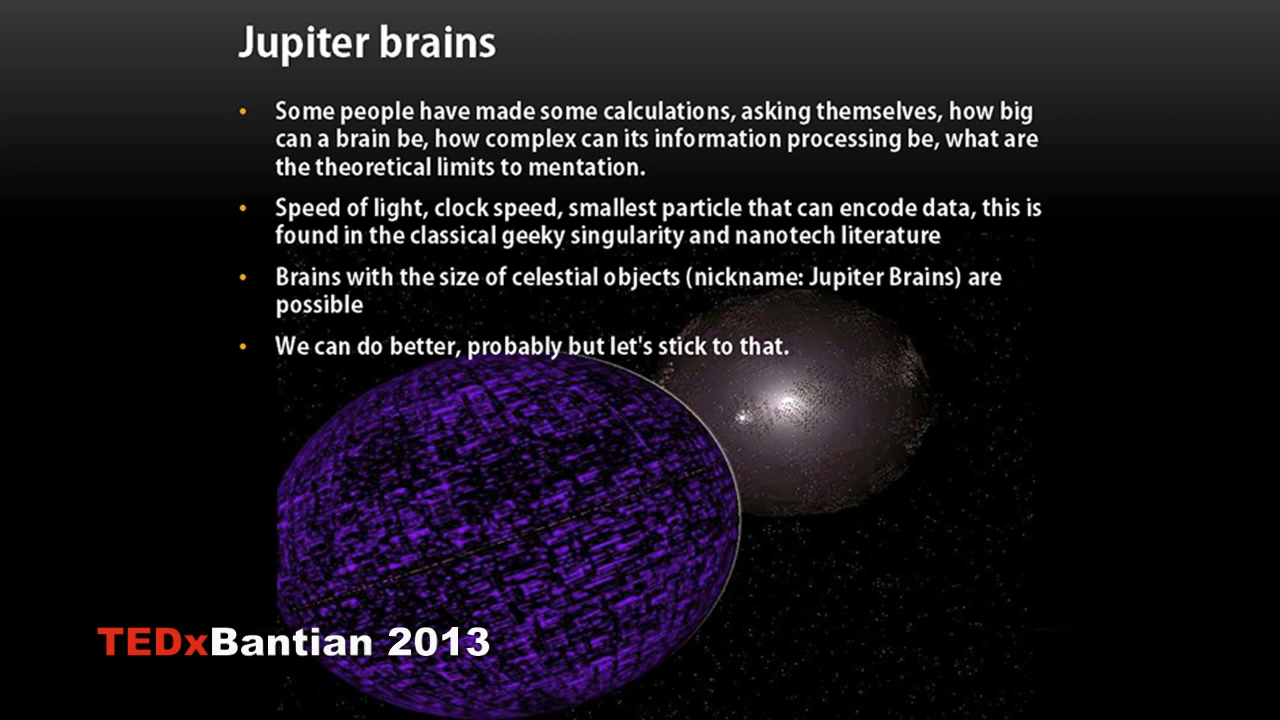 Jupiter brains
• Some people have made some calculations, asking themselves, how big
can a brain be, how complex can its information processing be, what are
the theoretical limits to mentation.
• Speed of light, clock speed, smallest particle that can encode data, this is
found in the classical geeky singularity and nanotech literature
• Brains with the size of celestial objects (nickname: Jupiter Brains) are
possible
• We can do better, probably but let's stick to that.
TEDxBantian 2013